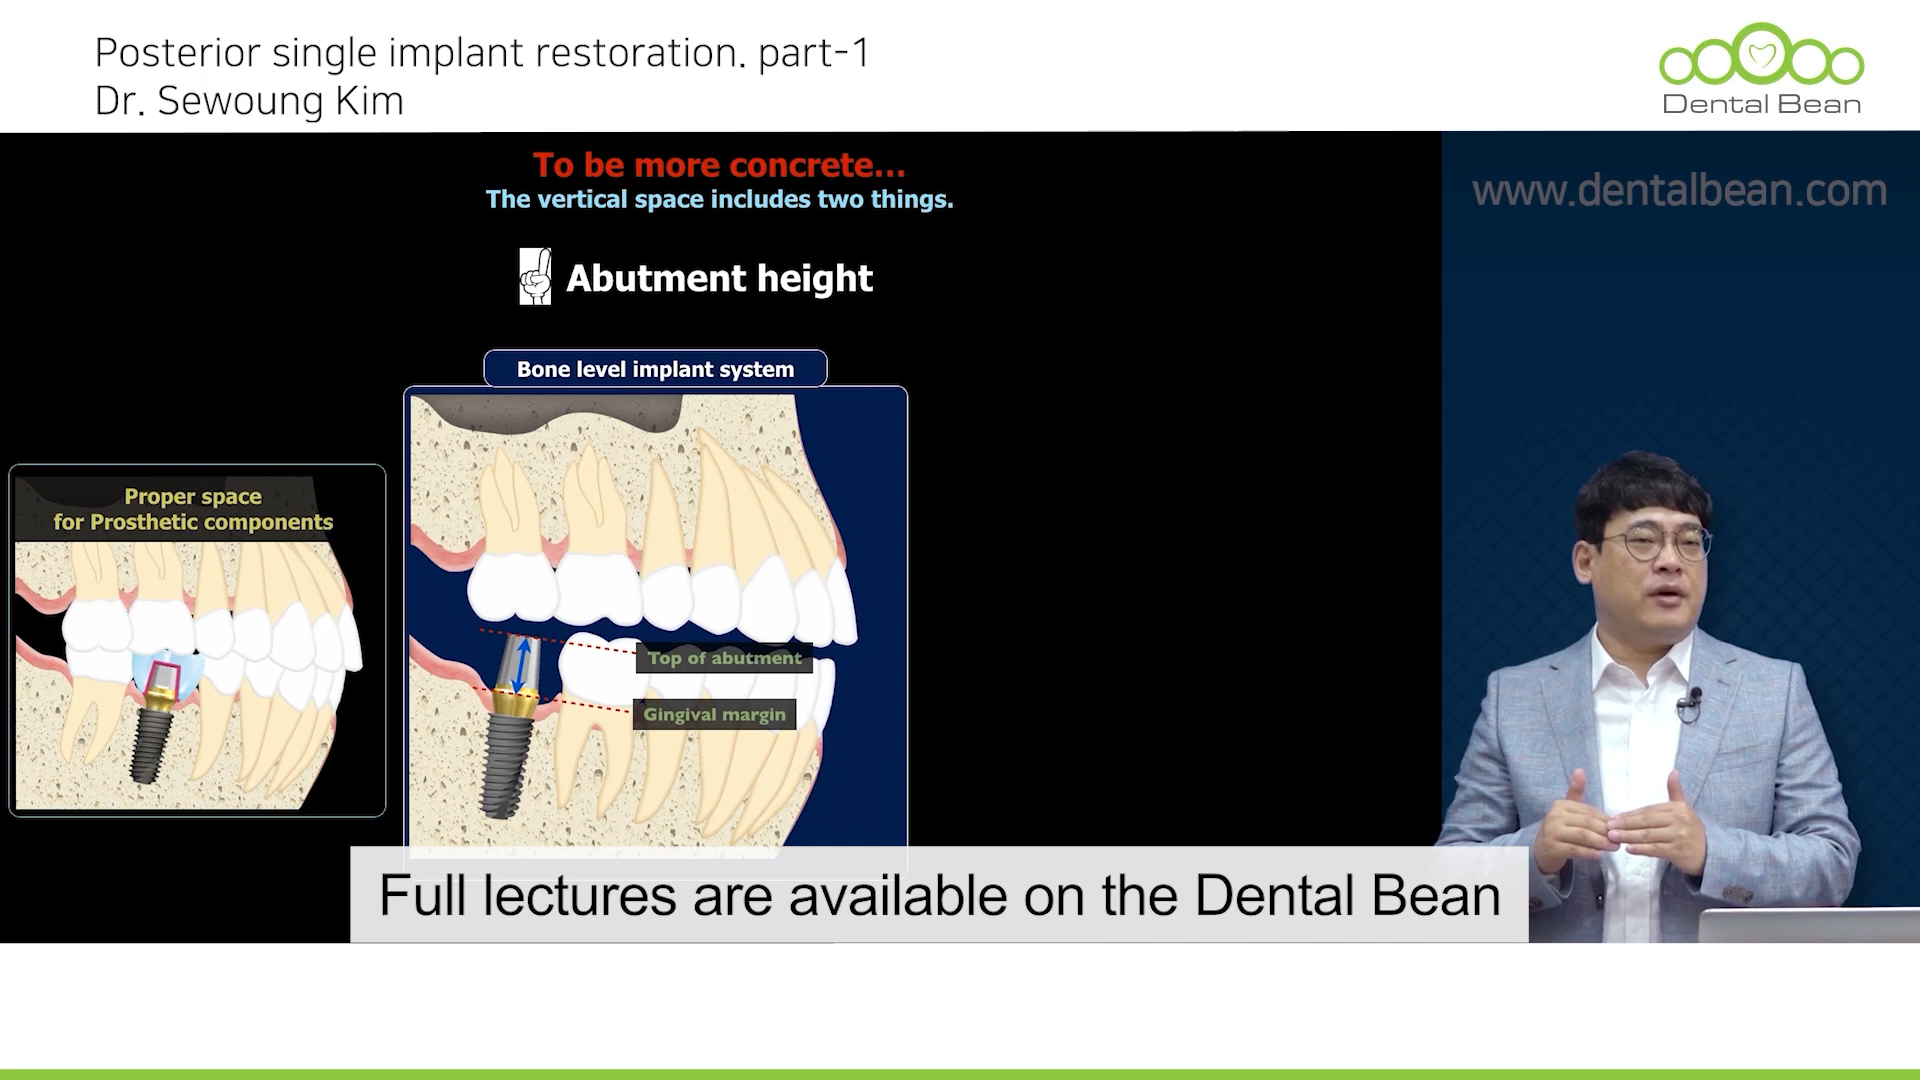 Posterior single implant restoration. part-1
Dr. Sewoung Kim
Dental Bean
www.dentalbean.com
To be more concrete...
The vertical space includes two things.
Abutment height
Bone level implant system
Proper space
for Prosthetic components
Top of abutment
Gingival margin
Full lectures are available on the Dental Bean